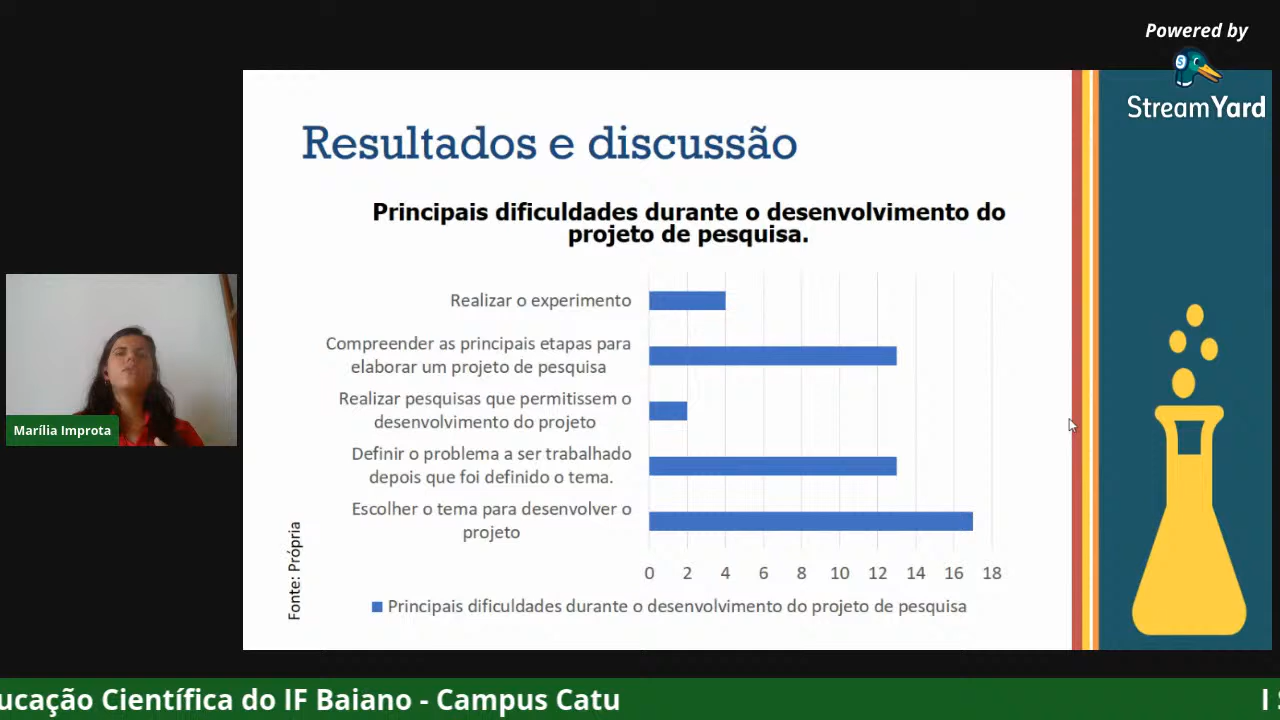 Powered by
StreamYard
Resultados e discussão
Principais dificuldades durante o desenvolvimento do
projeto de pesquisa.
Realizar o experimento
Compreender as principais etapas para
elaborar um projeto de pesquisa
Realizar pesquisas que permitissem o
desenvolvimento do projeto
Definir o problema a ser trabalhado
depois que foi definido o tema.
Escolher o tema para desenvolver o
projeto
0 2 4 6 8 10 12 14 16 18
Principais dificuldades durante o desenvolvimento do projeto de pesquisa
Fonte: Própria
Marília Improta
ucação Científica do IF Baiano - Campus Catu
I S